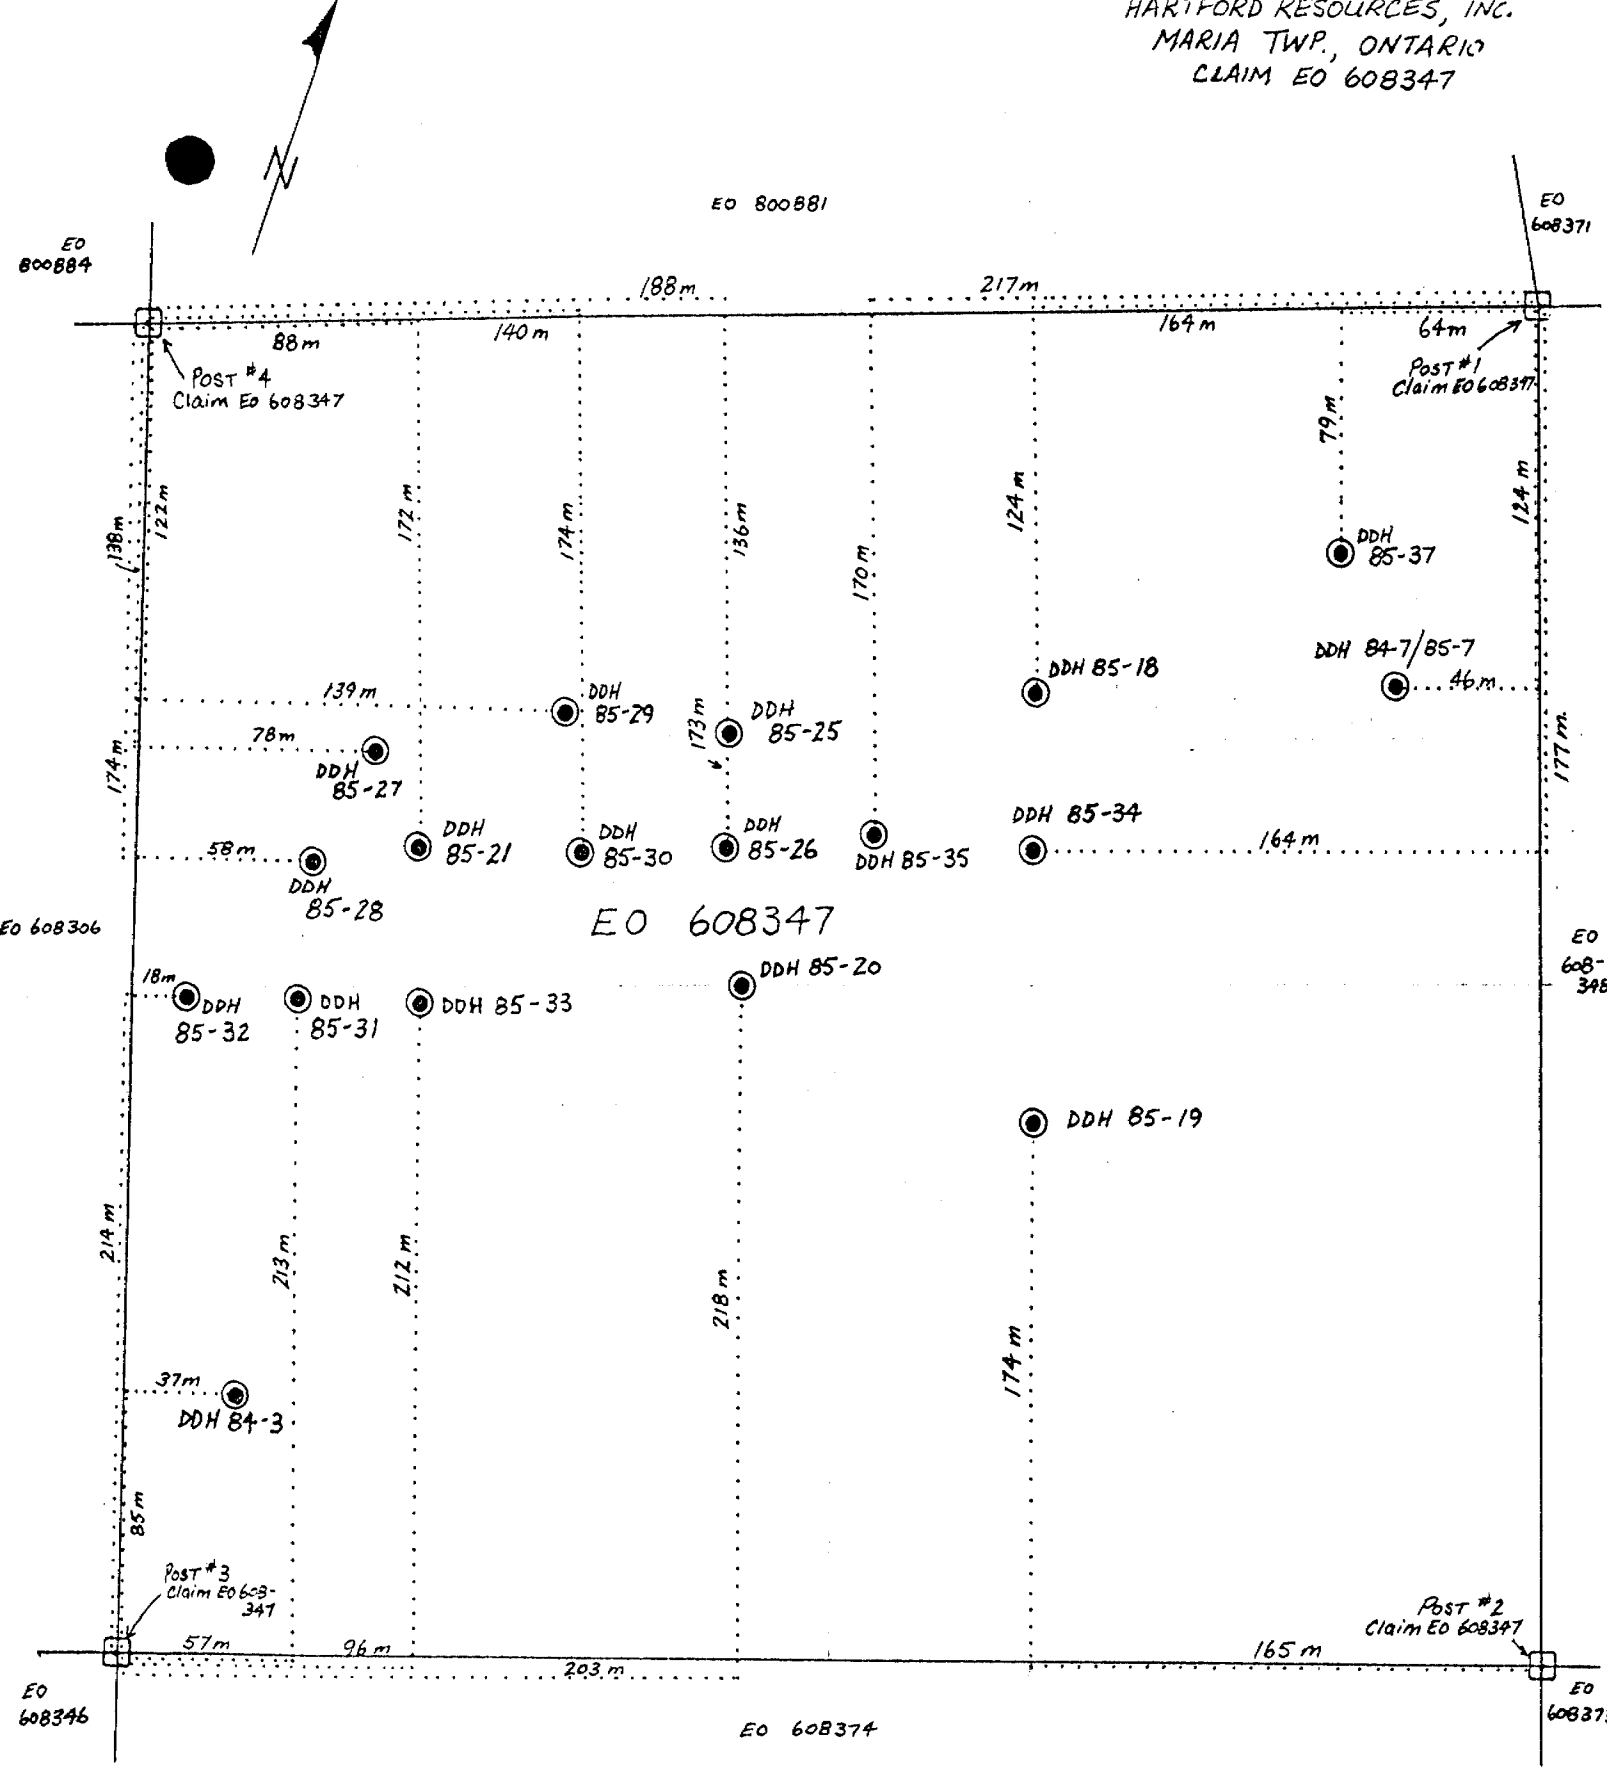 HARTFORD RESOURCES, INC.
MARIA TWP., ONTARIO
CLAIM EO 608347
N
EO 800881
EO
608371
EO
800884
188m
217m
88m
140m
164m
64m
POST #4
Claim EO 608347
POST #1
Claim EO 608347
79m
138m
122m
172m
174m
136m
170m
124m
124m
DDH
85-37
DDH 84-7/85-7
46m
DDH 85-18
139m
DDH
85-29
173m
DDH
85-25
78m
DDH
85-27
174m
177m
DDH 85-34
164m
58m
DDH
85-28
DDH
85-21
DDH
85-30
DDH
85-26
DDH 85-35
EO 608306
EO 608347
EO
608-
348
18m
DDH
85-32
DDH
85-31
DDH 85-33
DDH 85-20
DDH 85-19
214m
213m
212m
218m
174m
37m
DDH 84-3
85m
POST #3
Claim EO 608-
347
POST #2
Claim EO 608347
57m
96m
203m
165m
EO
608346
EO 608374
EO
60837